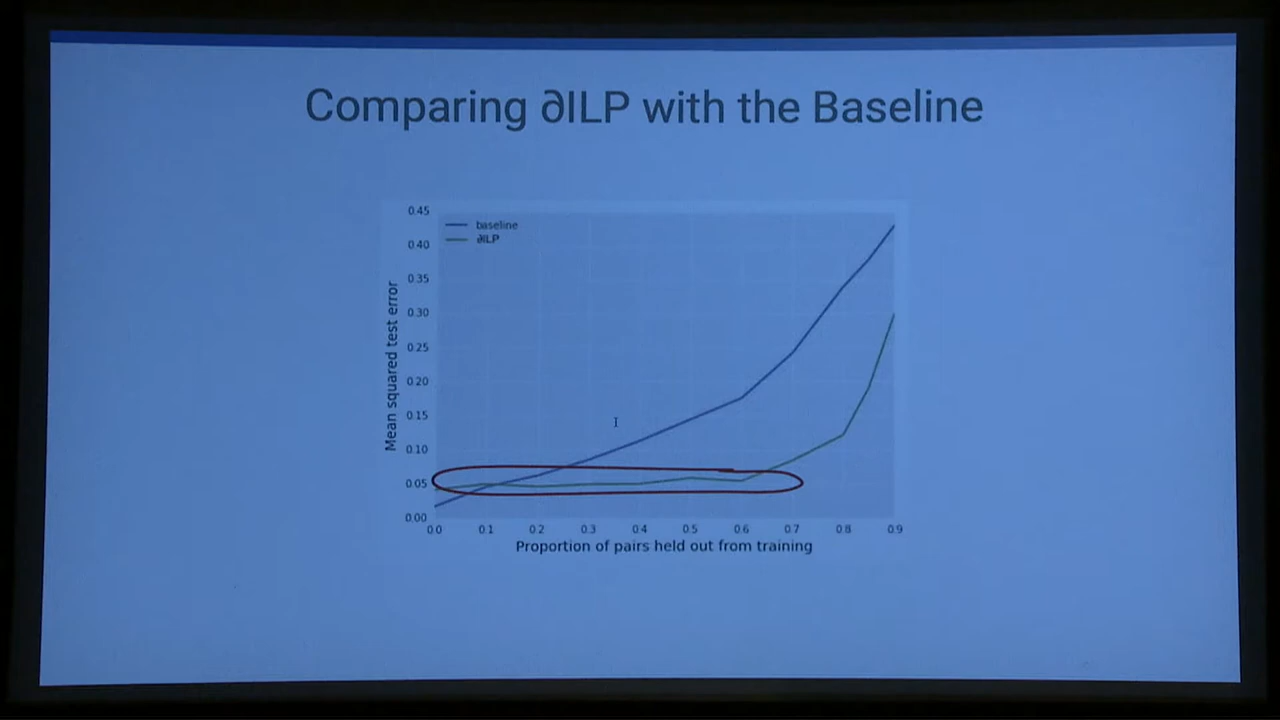 Comparing ∂ILP with the Baseline
baseline
∂ILP
0.45
0.40
0.35
0.30
0.25
0.20
0.15
0.10
0.05
0.00
Mean squared test error
0.0 0.1 0.2 0.3 0.4 0.5 0.6 0.7 0.8 0.9
Proportion of pairs held out from training